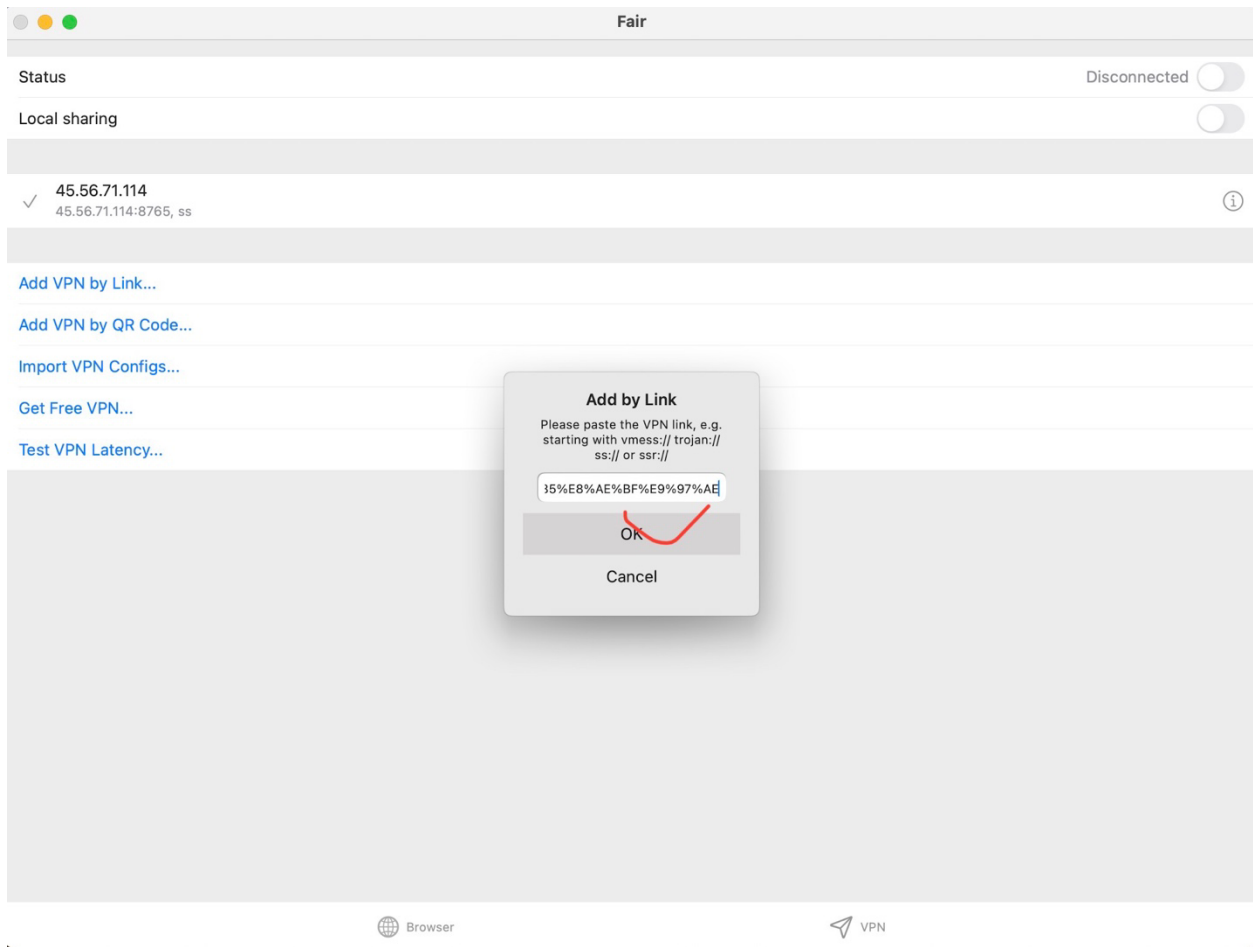 Fair
Status
Disconnected
Local sharing
45.56.71.114
45.56.71.114:8765, ss
Add VPN by Link...
Add VPN by QR Code...
Import VPN Configs...
Get Free VPN...
Test VPN Latency...
Add by Link
Please paste the VPN link, e.g.
starting with vmess:// trojan://
ss:// or ssr://
35%E8%AE%BF%E9%97%AE
OK
Cancel
Browser
VPN